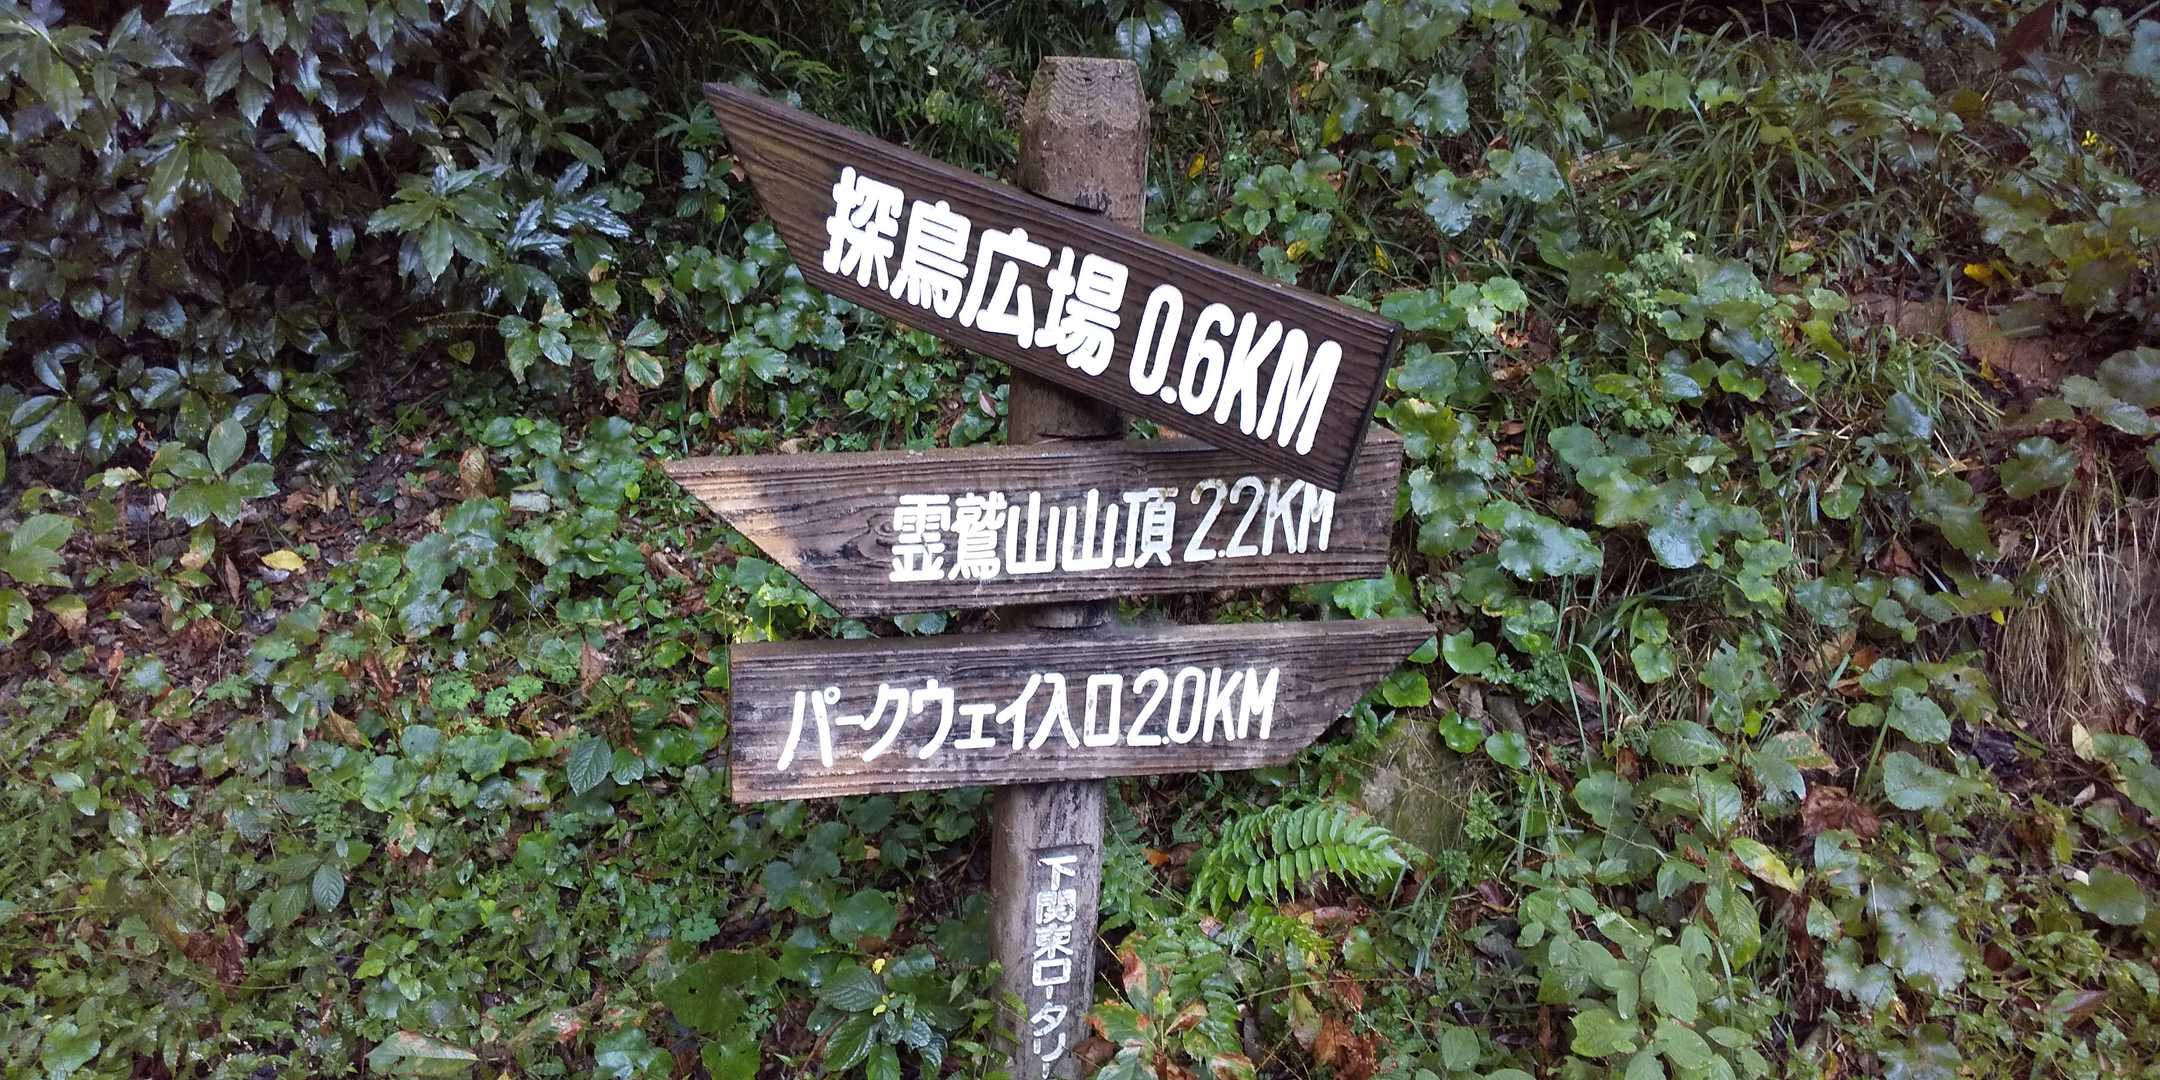 探鳥広場 0.6KM
霊鷲山山頂 2.2KM
パークウェイ入口 2.0KM
下関東ロータリー